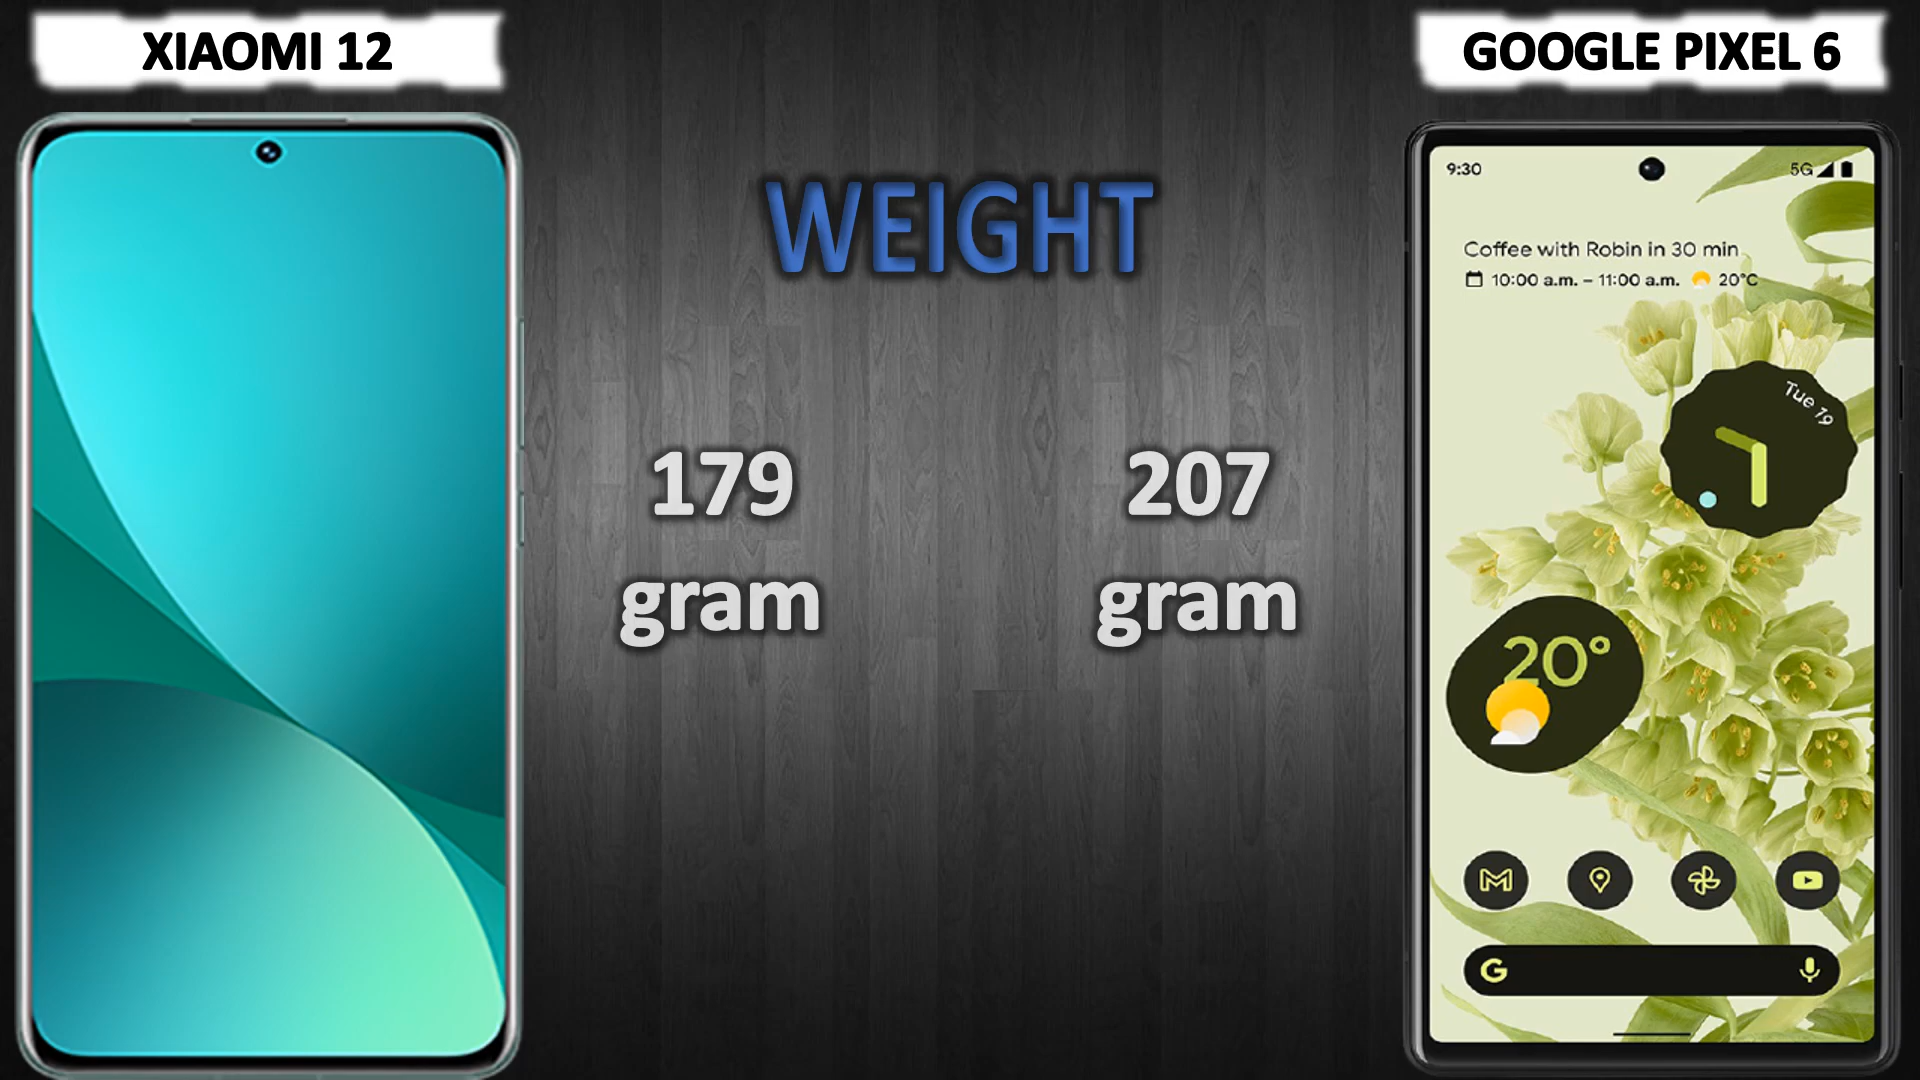 XIAOMI 12
GOOGLE PIXEL 6
WEIGHT
179
gram
207
gram
9:30
5G
Coffee with Robin in 30 min
10:00 a.m. – 11:00 a.m. 20°C
Tue 19
20°
G